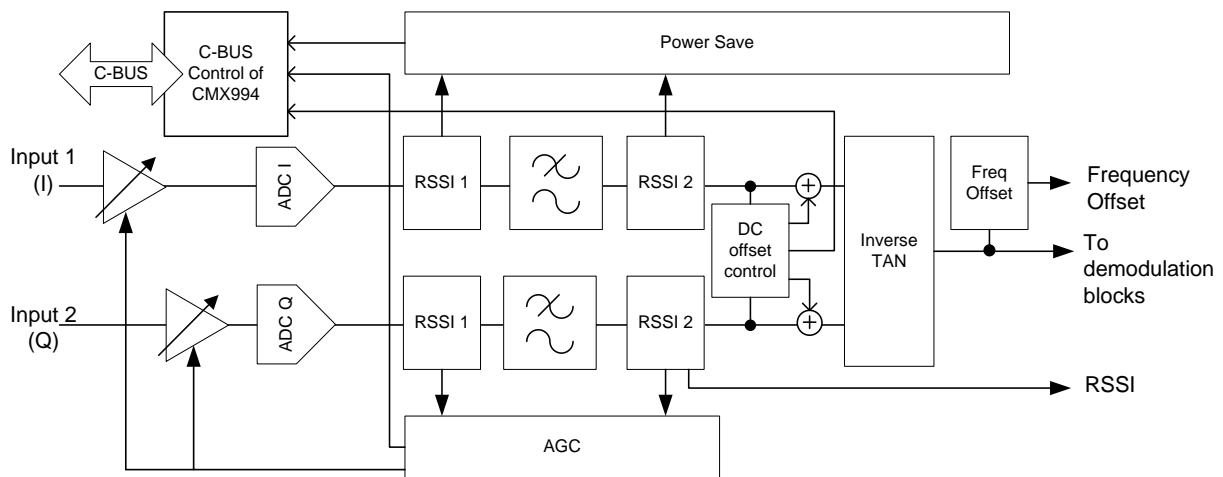 C-BUS
C-BUS
Control of
CMX994
Power Save
Input 1
(I)
ADC I
RSSI 1
RSSI 2
DC
offset
control
Inverse
TAN
Freq
Offset
Frequency
Offset
To
demodulation
blocks
Input 2
(Q)
ADC Q
RSSI 1
RSSI 2
RSSI
AGC